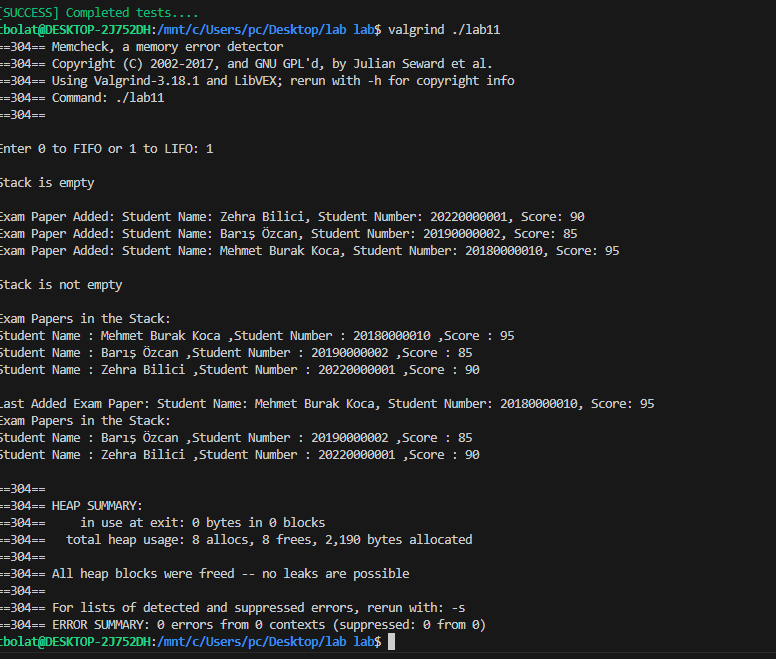 [SUCCESS] Completed tests....
cbolat@DESKTOP-2J752DH:/mnt/c/Users/pc/Desktop/lab lab$ valgrind ./lab11
==304== Memcheck, a memory error detector
==304== Copyright (C) 2002-2017, and GNU GPL'd, by Julian Seward et al.
==304== Using Valgrind-3.18.1 and LibVEX; rerun with -h for copyright info
==304== Command: ./lab11
==304==
Enter 0 to FIFO or 1 to LIFO: 1
Stack is empty
Exam Paper Added: Student Name: Zehra Bilici, Student Number: 20220000001, Score: 90
Exam Paper Added: Student Name: Barış Özcan, Student Number: 20190000002, Score: 85
Exam Paper Added: Student Name: Mehmet Burak Koca, Student Number: 20180000010, Score: 95
Stack is not empty
Exam Papers in the Stack:
Student Name : Mehmet Burak Koca ,Student Number : 20180000010 ,Score : 95
Student Name : Barış Özcan ,Student Number : 20190000002 ,Score : 85
Student Name : Zehra Bilici ,Student Number : 20220000001 ,Score : 90
Last Added Exam Paper: Student Name: Mehmet Burak Koca, Student Number: 20180000010, Score: 95
Exam Papers in the Stack:
Student Name : Barış Özcan ,Student Number : 20190000002 ,Score : 85
Student Name : Zehra Bilici ,Student Number : 20220000001 ,Score : 90
==304==
==304== HEAP SUMMARY:
==304==     in use at exit: 0 bytes in 0 blocks
==304==   total heap usage: 8 allocs, 8 frees, 2,190 bytes allocated
==304==
==304== All heap blocks were freed -- no leaks are possible
==304==
==304== For lists of detected and suppressed errors, rerun with: -s
==304== ERROR SUMMARY: 0 errors from 0 contexts (suppressed: 0 from 0)
cbolat@DESKTOP-2J752DH:/mnt/c/Users/pc/Desktop/lab lab$